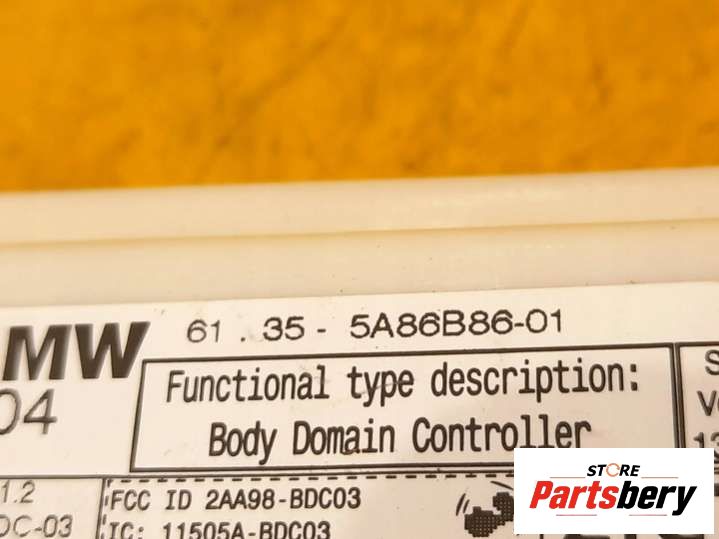 MW 61 . 35 - 5A86B86-01
04
Functional type description:
Body Domain Controller
S
V
13
1.2
DC-03
FCC ID 2AA98-BDC03
IC: 11505A-BDC03
STORE
Partsbery